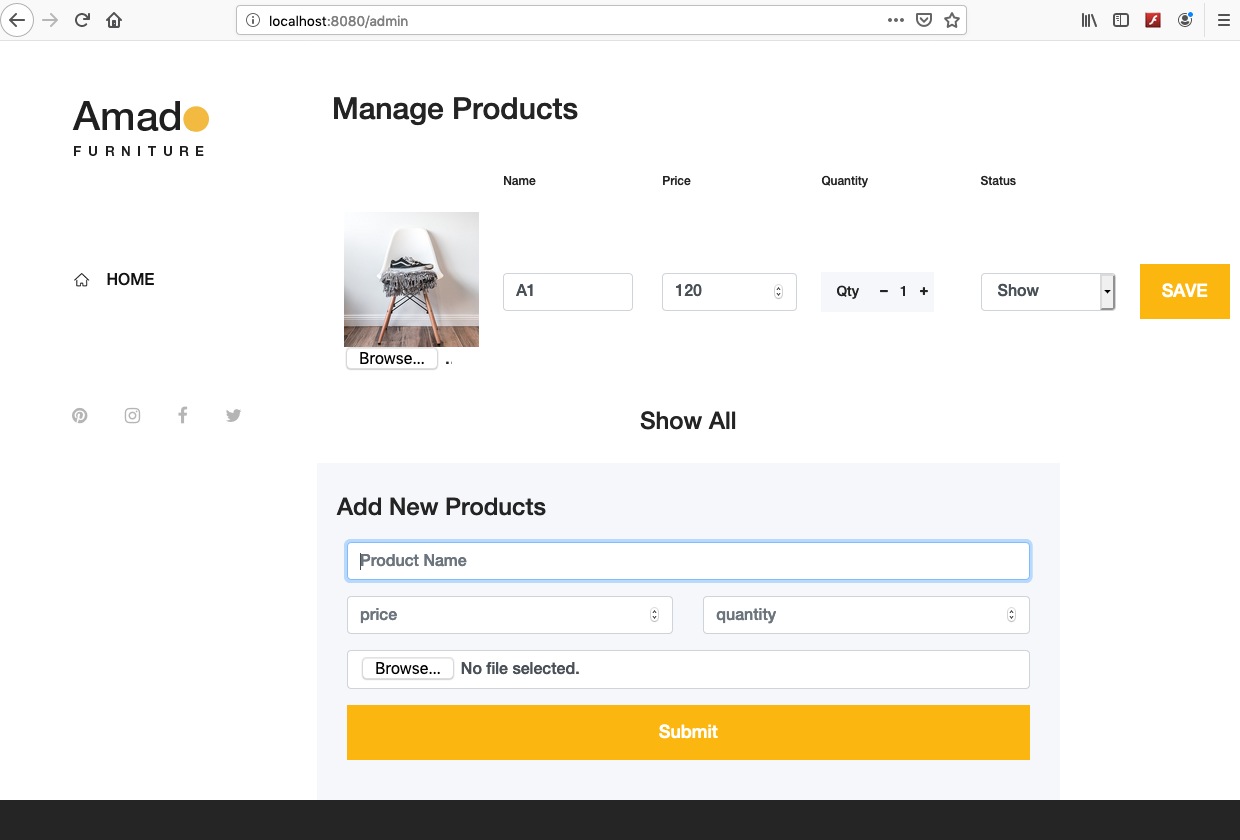 localhost:8080/admin
Amado
FURNITURE
HOME
Manage Products
Name Price Quantity Status
A1 120 Qty − 1 + Show SAVE
Browse... ..
Show All
Add New Products
Product Name
price quantity
Browse... No file selected.
Submit